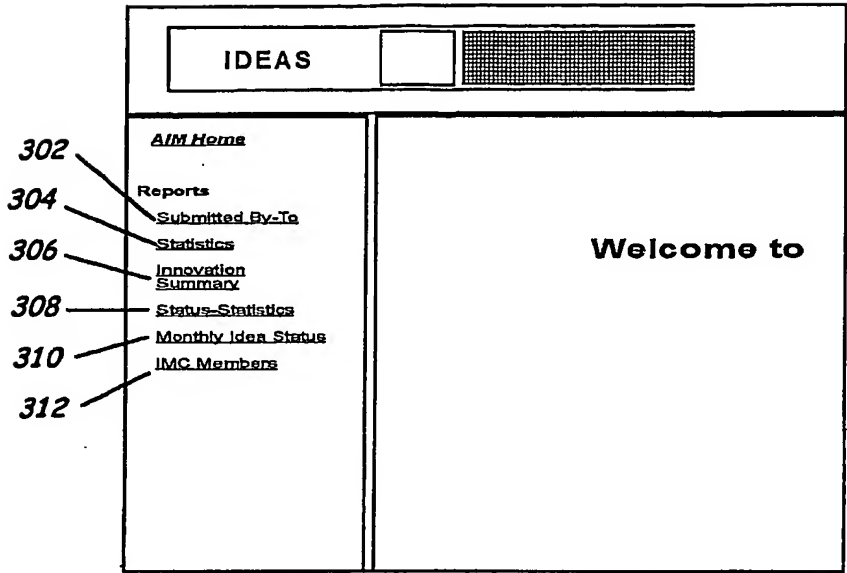 IDEAS
AIM Home
302
Reports
304
Submitted By-To
Statistics
306
Innovation
Summary
Welcome to
308
Status-Statistics
310
Monthly Idea Status
312
IMC Members